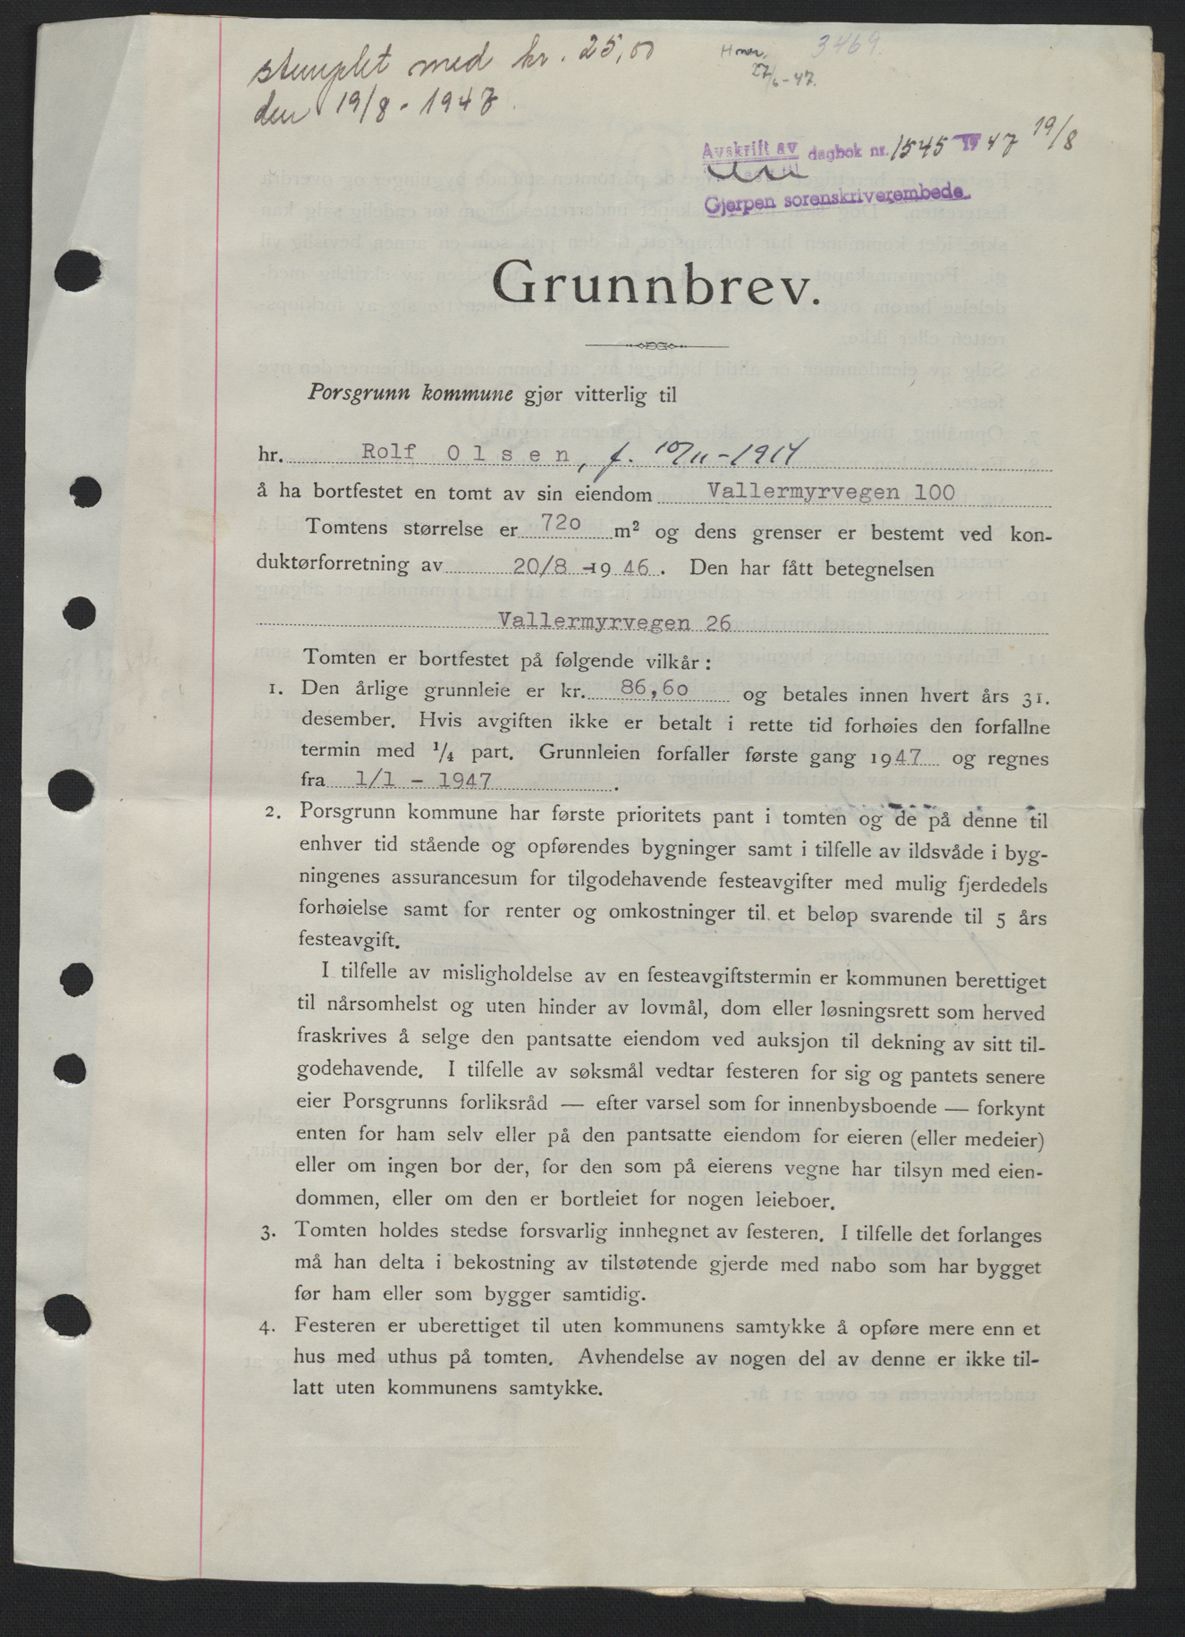 stemplet med kr. 25,00
den 19/8 - 1947.
27/6-47.
3469.
Avskrift av dagbok nr. 1545 1947 19/8
Gjerpen sorenskriverembede
Grunnbrev.
Porsgrunn kommune gjør vitterlig til
hr. Rolf Olsen, f. 10/11-1914
å ha bortfestet en tomt av sin eiendom Vallermyrvegen 100
Tomtens størrelse er 720 m² og dens grenser er bestemt ved kon-
duktørforretning av 20/8 -1946. Den har fått betegnelsen
Vallermyrvegen 26
Tomten er bortfestet på følgende vilkår:
1. Den årlige grunnleie er kr. 86,60 og betales innen hvert års 31.
desember. Hvis avgiften ikke er betalt i rette tid forhøies den forfallne
termin med 1/4 part. Grunnleien forfaller første gang 1947 og regnes
fra 1/1 - 1947.
2. Porsgrunn kommune har første prioritets pant i tomten og de på denne til
enhver tid stående og opførendes bygninger samt i tilfelle av ildsvåde i byg-
ningenes assurancesum for tilgodehavende festeavgifter med mulig fjerdedels
forhøielse samt for renter og omkostninger til et beløp svarende til 5 års
festeavgift.
I tilfelle av misligholdelse av en festeavgiftstermin er kommunen berettiget
til nårsomhelst og uten hinder av lovmål, dom eller løsningsrett som herved
fraskrives å selge den pantsatte eiendom ved auksjon til dekning av sitt til-
godehavende. I tilfelle av søksmål vedtar festeren for sig og pantets senere
eier Porsgrunns forliksråd — efter varsel som for innenbysboende — forkynt
enten for ham selv eller på den pantsatte eiendom for eieren (eller medeier)
eller om ingen bor der, for den som på eierens vegne har tilsyn med eien-
dommen, eller om den er bortleiet for nogen leieboer.
3. Tomten holdes stedse forsvarlig innhegnet av festeren. I tilfelle det forlanges
må han delta i bekostning av tilstøtende gjerde med nabo som har bygget
før ham eller som bygger samtidig.
4. Festeren er uberettiget til uten kommunens samtykke å opføre mere enn et
hus med uthus på tomten. Avhendelse av nogen del av denne er ikke til-
latt uten kommunens samtykke.